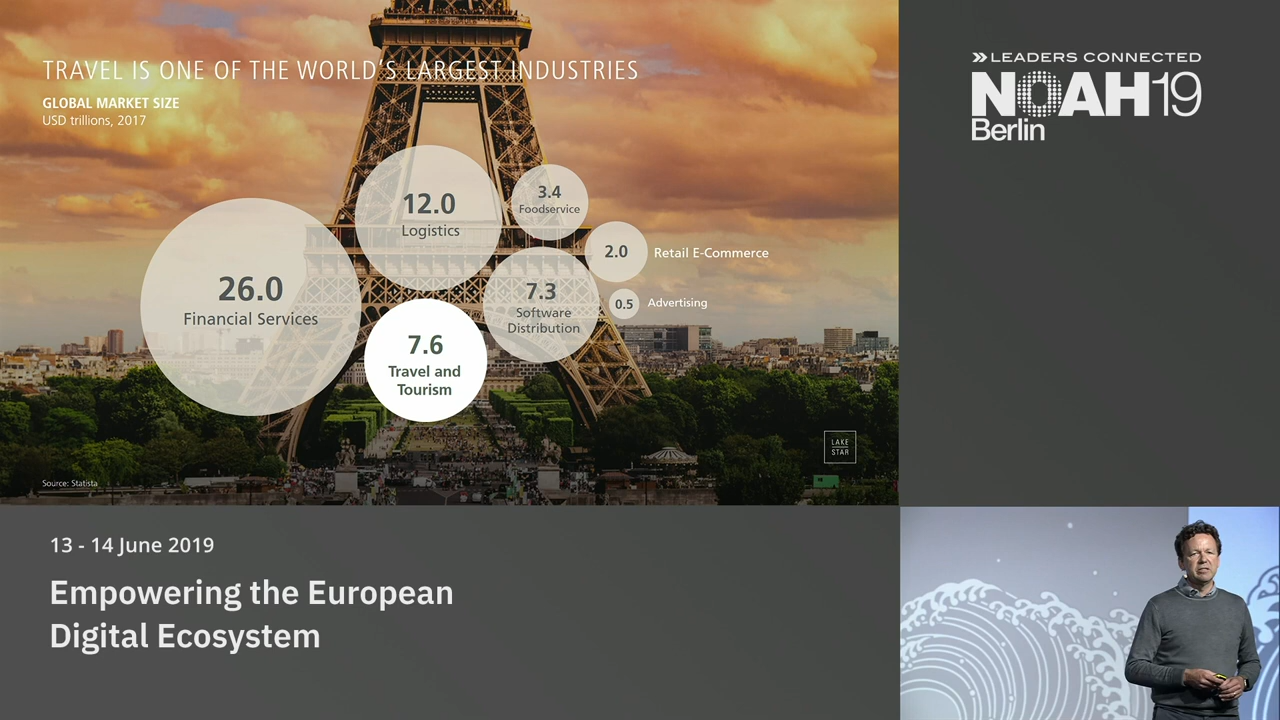 TRAVEL IS ONE OF THE WORLD'S LARGEST INDUSTRIES
GLOBAL MARKET SIZE
USD trillions, 2017
26.0
Financial Services
12.0
Logistics
3.4
Foodservice
2.0
Retail E-Commerce
7.3
Software
Distribution
0.5
Advertising
7.6
Travel and
Tourism
LAKE
STAR
Source: Statista
LEADERS CONNECTED
NOAH19
Berlin
13 - 14 June 2019
Empowering the European
Digital Ecosystem